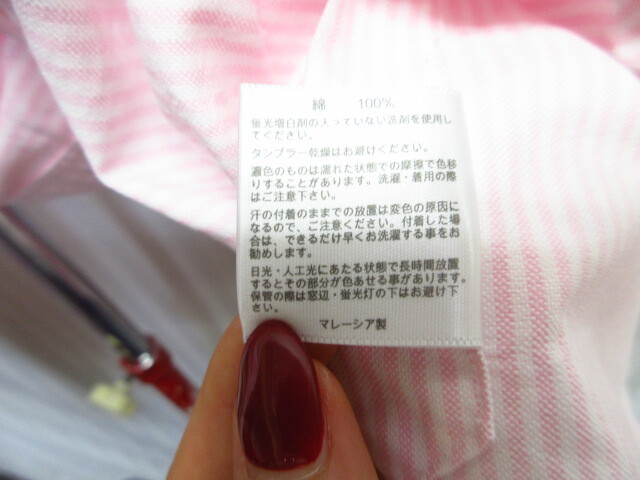 綿 100%
蛍光増白剤の入っていない洗剤を使用し
てください。
タンブラー乾燥はお避けください。
濃色のものは濡れた状態での摩擦で色移
りすることがあります。洗濯・着用の際
はご注意下さい。
汗の付着のままでの放置は変色の原因に
なるので、ご注意ください。付着した場
合は、できるだけ早くお洗濯する事をお
勧めします。
日光・人工光にあたる状態で長時間放置
するとその部分が色あせる事があります。
保管の際は窓辺・蛍光灯の下はお避け下
さい。
マレーシア製